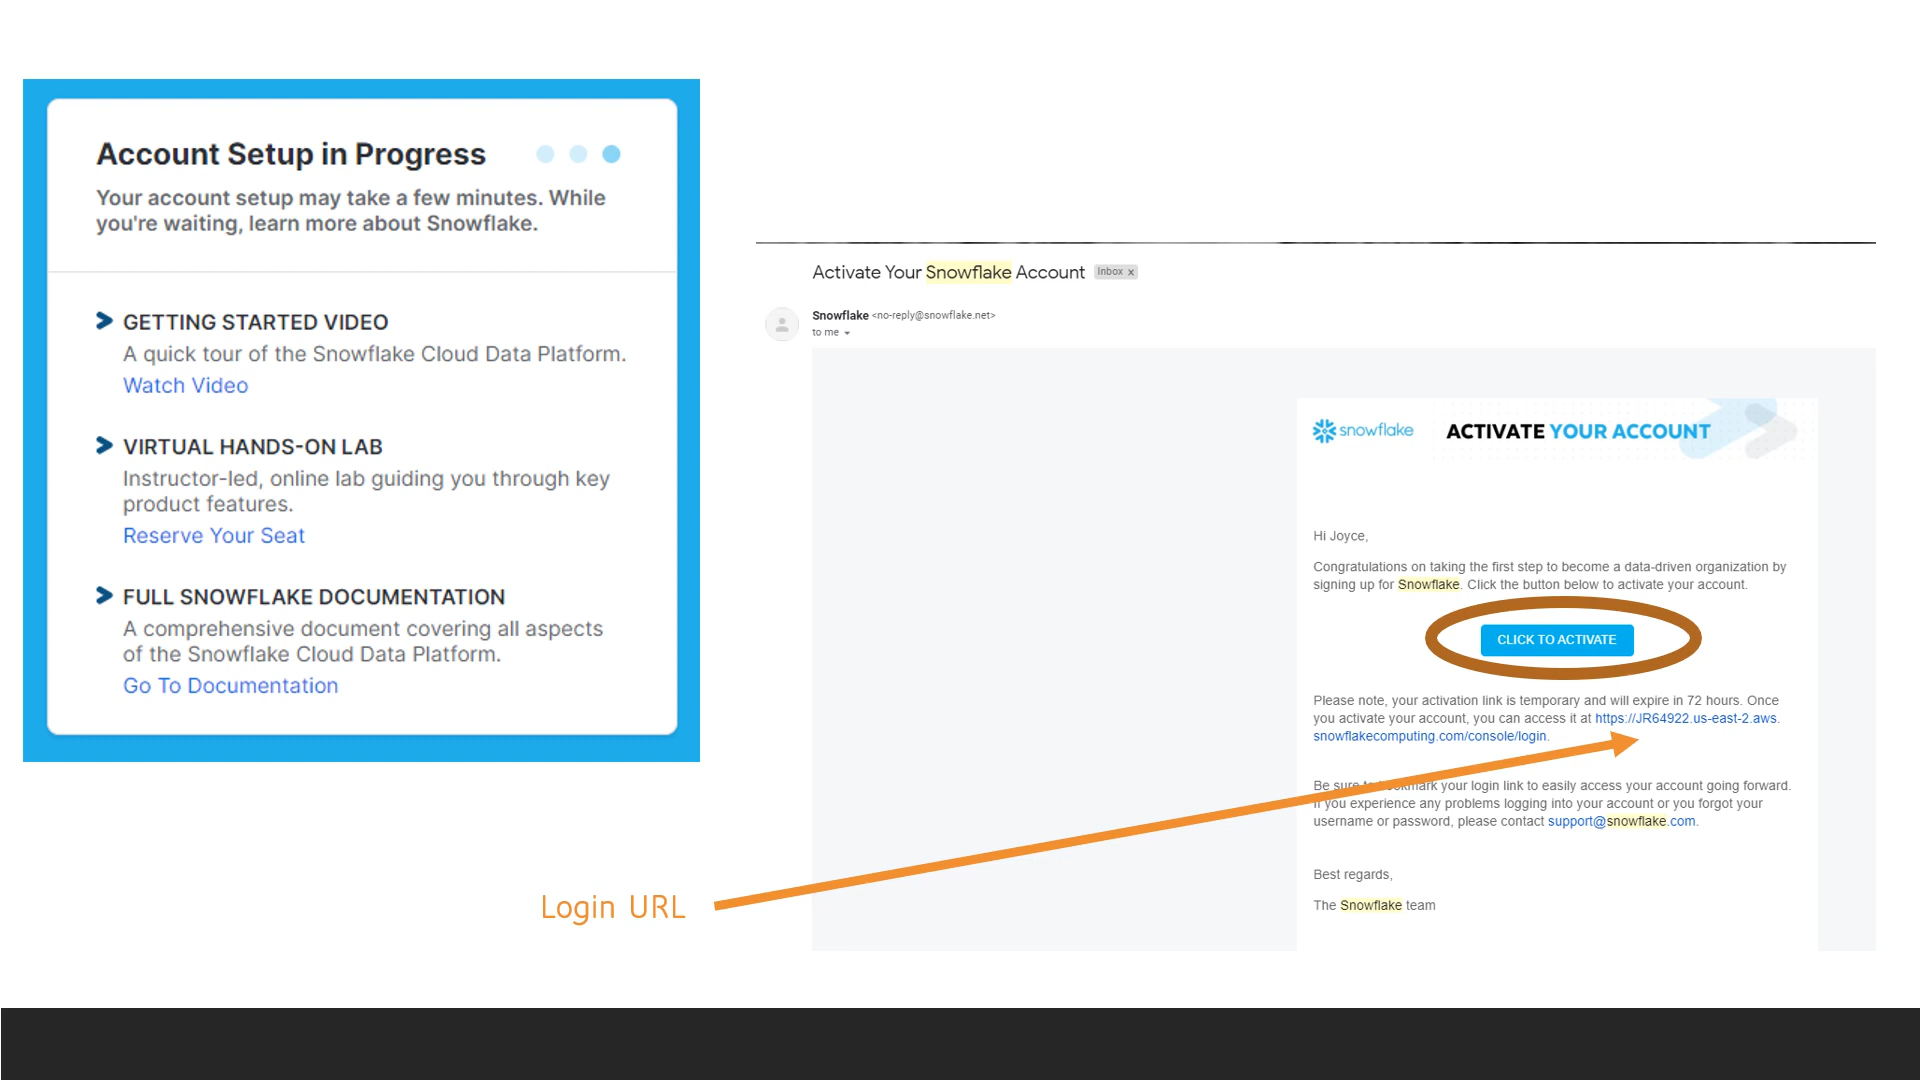 Account Setup in Progress
Your account setup may take a few minutes. While
you're waiting, learn more about Snowflake.
GETTING STARTED VIDEO
A quick tour of the Snowflake Cloud Data Platform.
Watch Video
VIRTUAL HANDS-ON LAB
Instructor-led, online lab guiding you through key
product features.
Reserve Your Seat
FULL SNOWFLAKE DOCUMENTATION
A comprehensive document covering all aspects
of the Snowflake Cloud Data Platform.
Go To Documentation
Login URL
Activate Your Snowflake Account Inbox x
Snowflake <no-reply@snowflake.net>
to me
snowflake ACTIVATE YOUR ACCOUNT
Hi Joyce,
Congratulations on taking the first step to become a data-driven organization by
signing up for Snowflake. Click the button below to activate your account.
CLICK TO ACTIVATE
Please note, your activation link is temporary and will expire in 72 hours. Once
you activate your account, you can access it at https://JR64922.us-east-2.aws.
snowflakecomputing.com/console/login.
Be sure to bookmark your login link to easily access your account going forward.
If you experience any problems logging into your account or you forgot your
username or password, please contact support@snowflake.com.
Best regards,
The Snowflake team